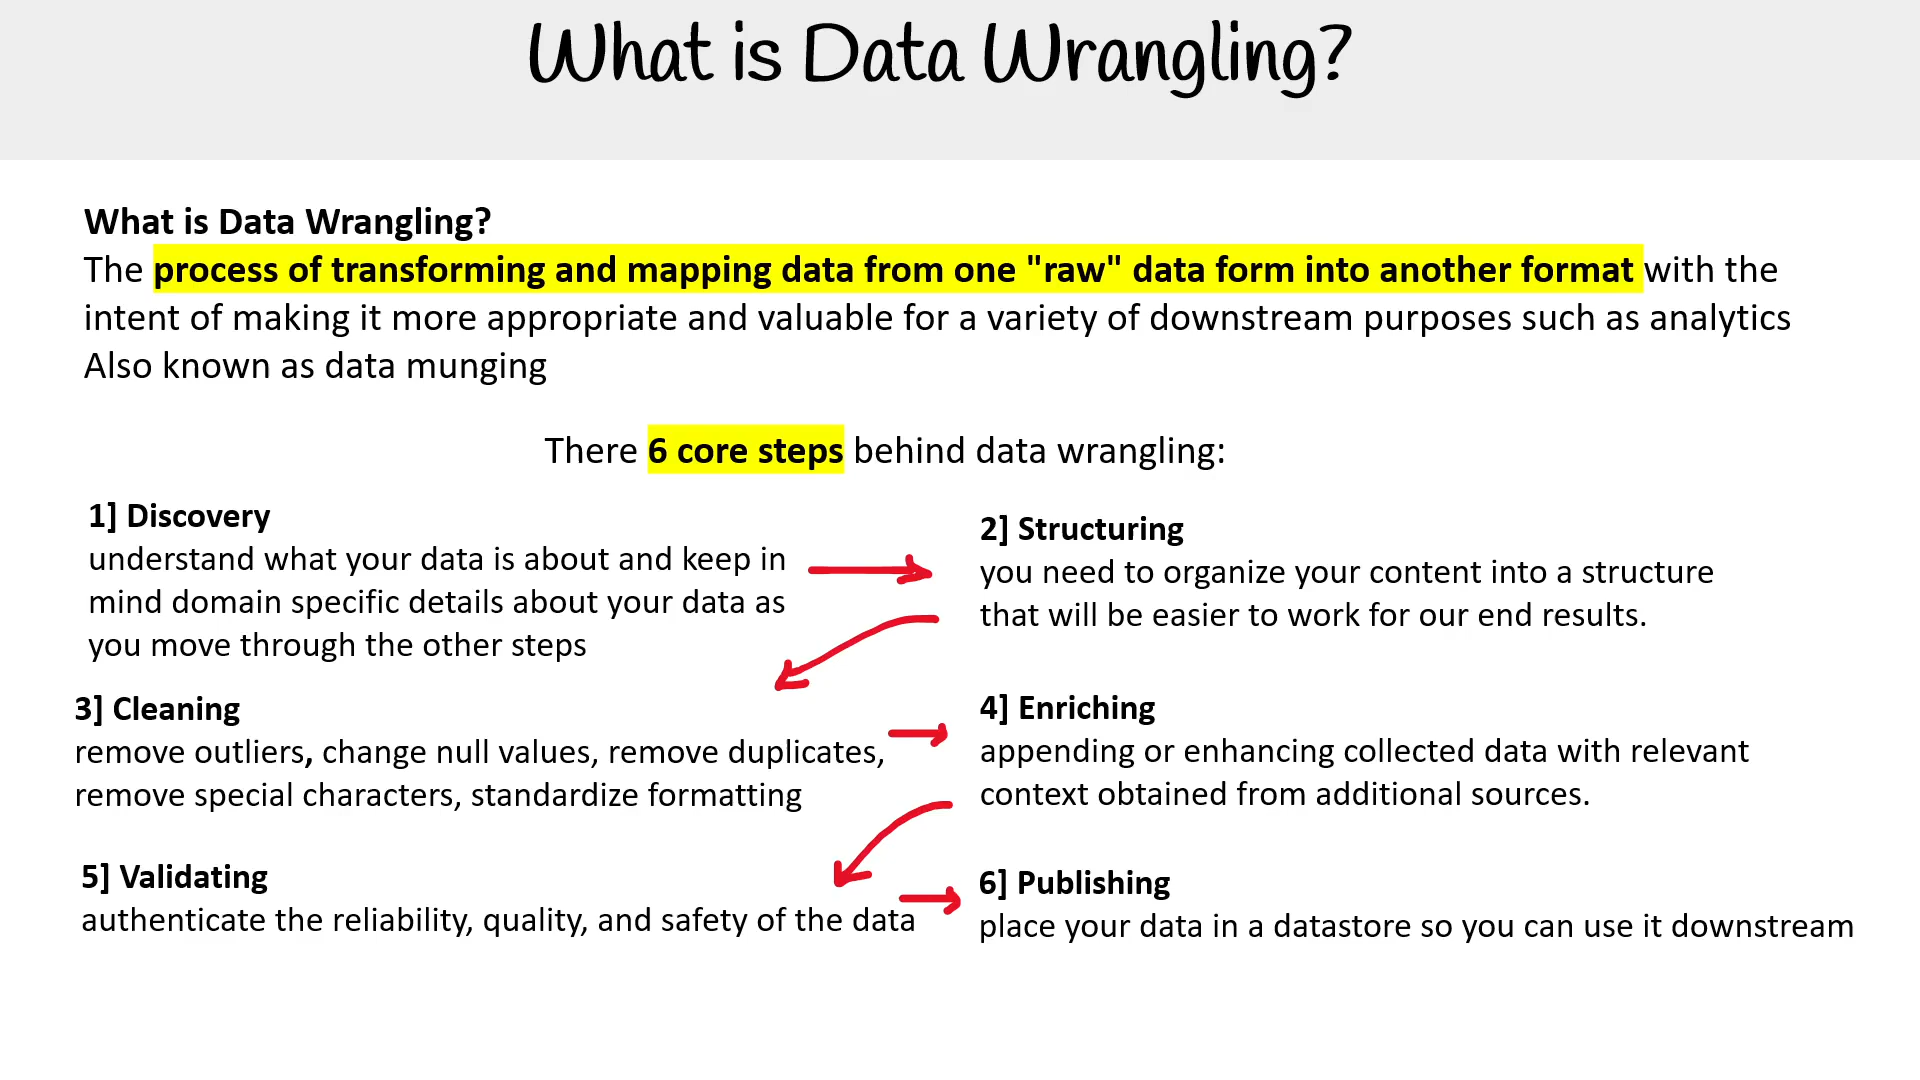 What is Data Wrangling?
What is Data Wrangling?
The process of transforming and mapping data from one "raw" data form into another format with the
intent of making it more appropriate and valuable for a variety of downstream purposes such as analytics
Also known as data munging
There 6 core steps behind data wrangling:
1] Discovery
understand what your data is about and keep in
mind domain specific details about your data as
you move through the other steps
2] Structuring
you need to organize your content into a structure
that will be easier to work for our end results.
3] Cleaning
remove outliers, change null values, remove duplicates,
remove special characters, standardize formatting
4] Enriching
appending or enhancing collected data with relevant
context obtained from additional sources.
5] Validating
authenticate the reliability, quality, and safety of the data
6] Publishing
place your data in a datastore so you can use it downstream